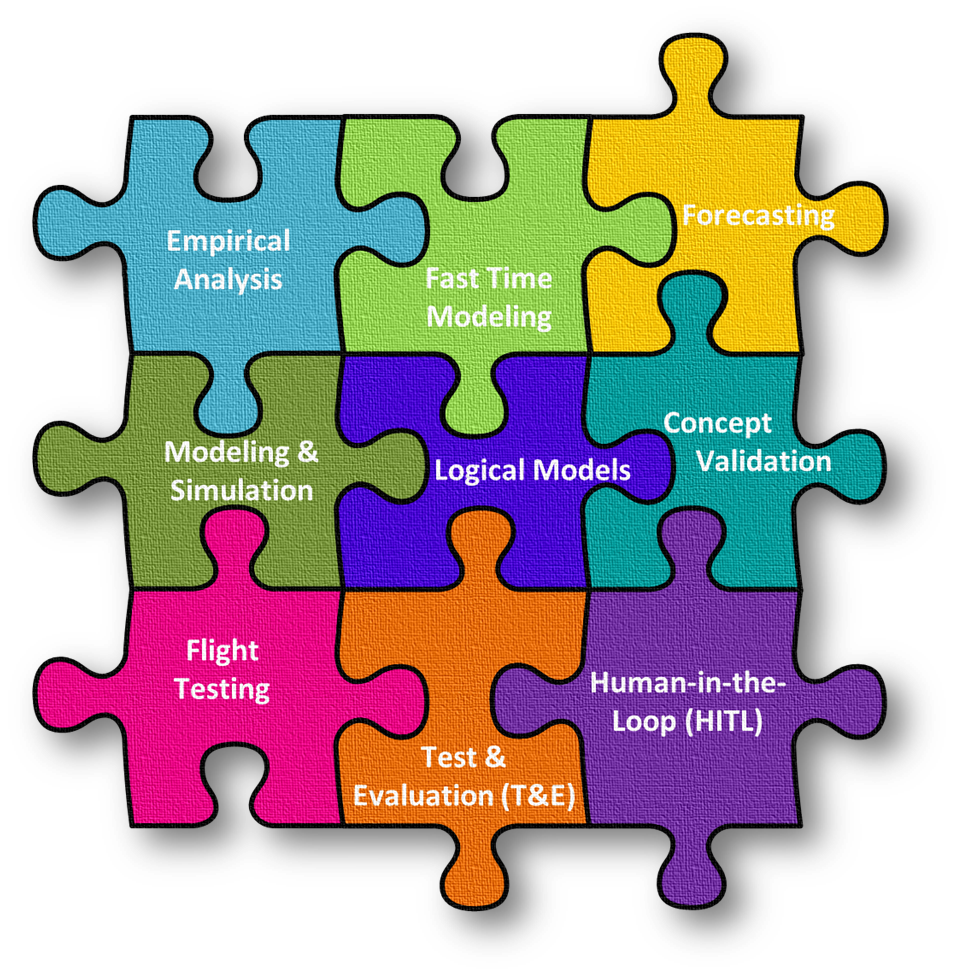 Empirical
Analysis
Fast Time
Modeling
Forecasting
Modeling &
Simulation
Logical Models
Concept
Validation
Flight
Testing
Test &
Evaluation (T&E)
Human-in-the-
Loop (HITL)